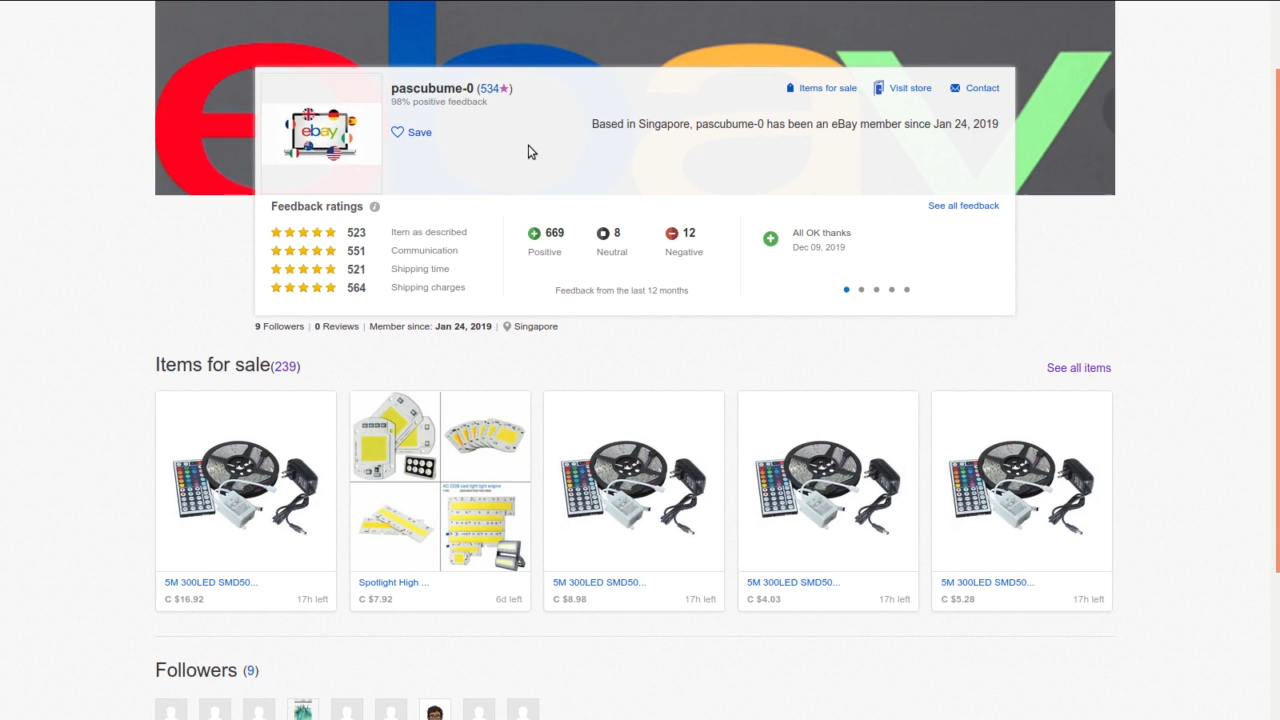 ebay
pascubume-0 (534★)
98% positive feedback
Save
Items for sale
Visit store
Contact
Based in Singapore, pascubume-0 has been an eBay member since Jan 24, 2019
ebay
Feedback ratings
See all feedback
523 Item as described
551 Communication
521 Shipping time
564 Shipping charges
669 Positive
8 Neutral
12 Negative
Feedback from the last 12 months
All OK thanks
Dec 09, 2019
9 Followers | 0 Reviews | Member since: Jan 24, 2019 | Singapore
Items for sale(239)
See all items
5M 300LED SMD50...
C $16.92 17h left
Spotlight High ...
C $7.92 6d left
5M 300LED SMD50...
C $8.98 17h left
5M 300LED SMD50...
C $4.03 17h left
5M 300LED SMD50...
C $5.28 17h left
Followers (9)